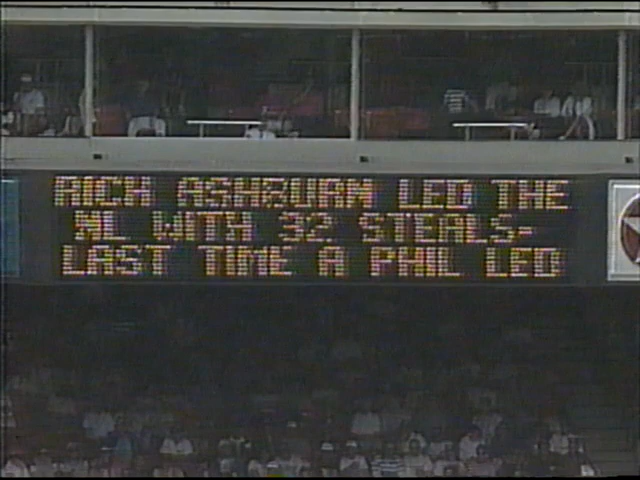 RICH ASHBURN LED THE
NL WITH 32 STEALS-
LAST TIME A PHIL LED